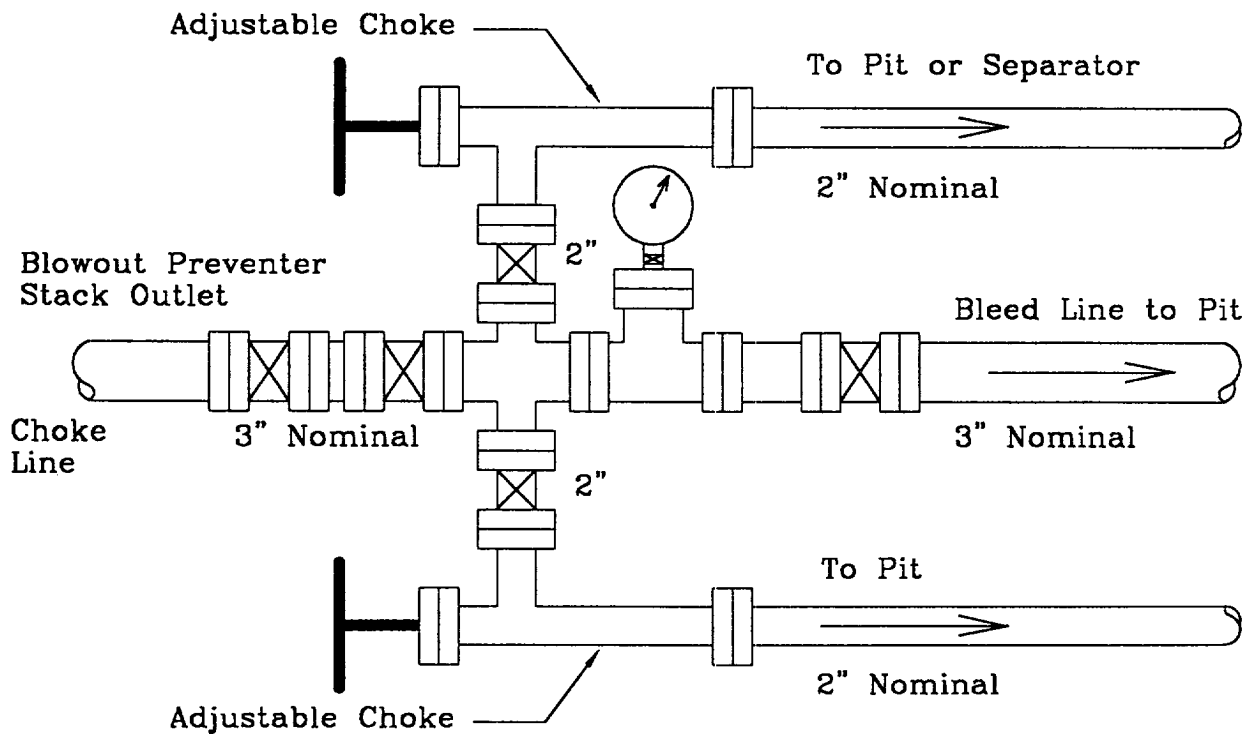 Adjustable Choke
To Pit or Separator
2" Nominal
2"
Blowout Preventer
Stack Outlet
Bleed Line to Pit
Choke
Line
3" Nominal
3" Nominal
2"
To Pit
2" Nominal
Adjustable Choke